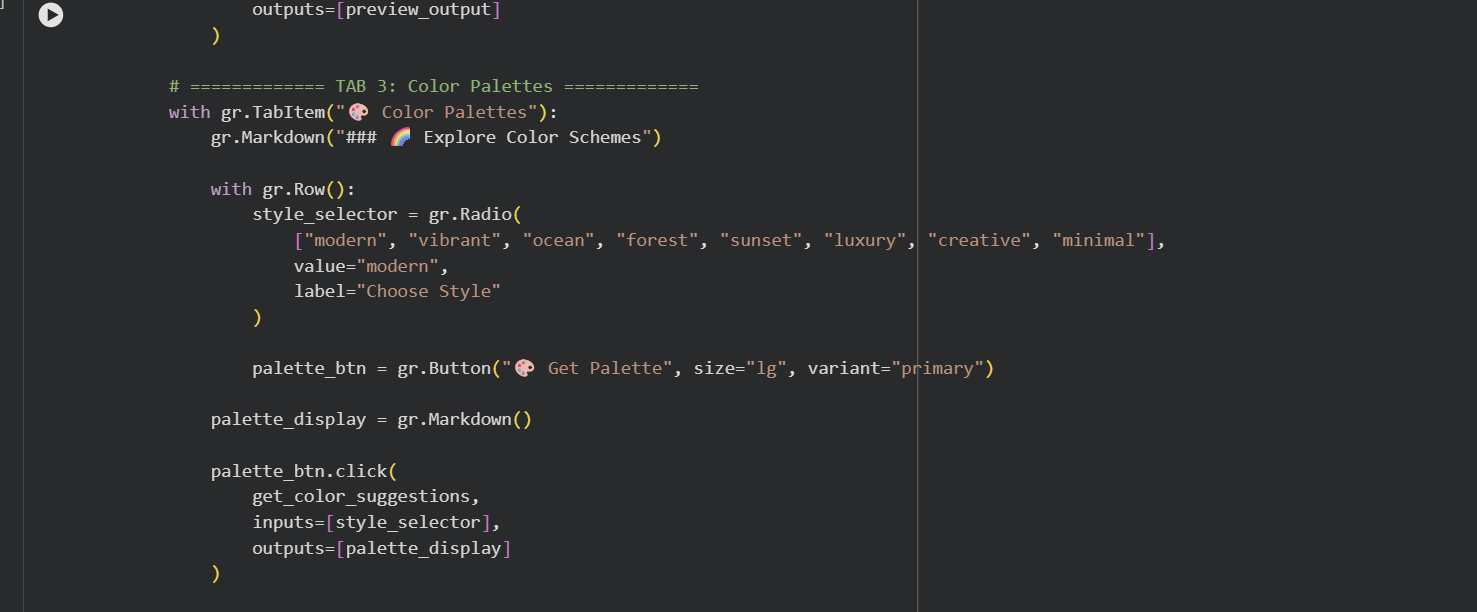 outputs=[preview_output]
)
# ============= TAB 3: Color Palettes =============
with gr.TabItem("🎨 Color Palettes"):
gr.Markdown("### 🌈 Explore Color Schemes")
with gr.Row():
style_selector = gr.Radio(
["modern", "vibrant", "ocean", "forest", "sunset", "luxury", "creative", "minimal"],
value="modern",
label="Choose Style"
)
palette_btn = gr.Button("🎨 Get Palette", size="lg", variant="primary")
palette_display = gr.Markdown()
palette_btn.click(
get_color_suggestions,
inputs=[style_selector],
outputs=[palette_display]
)